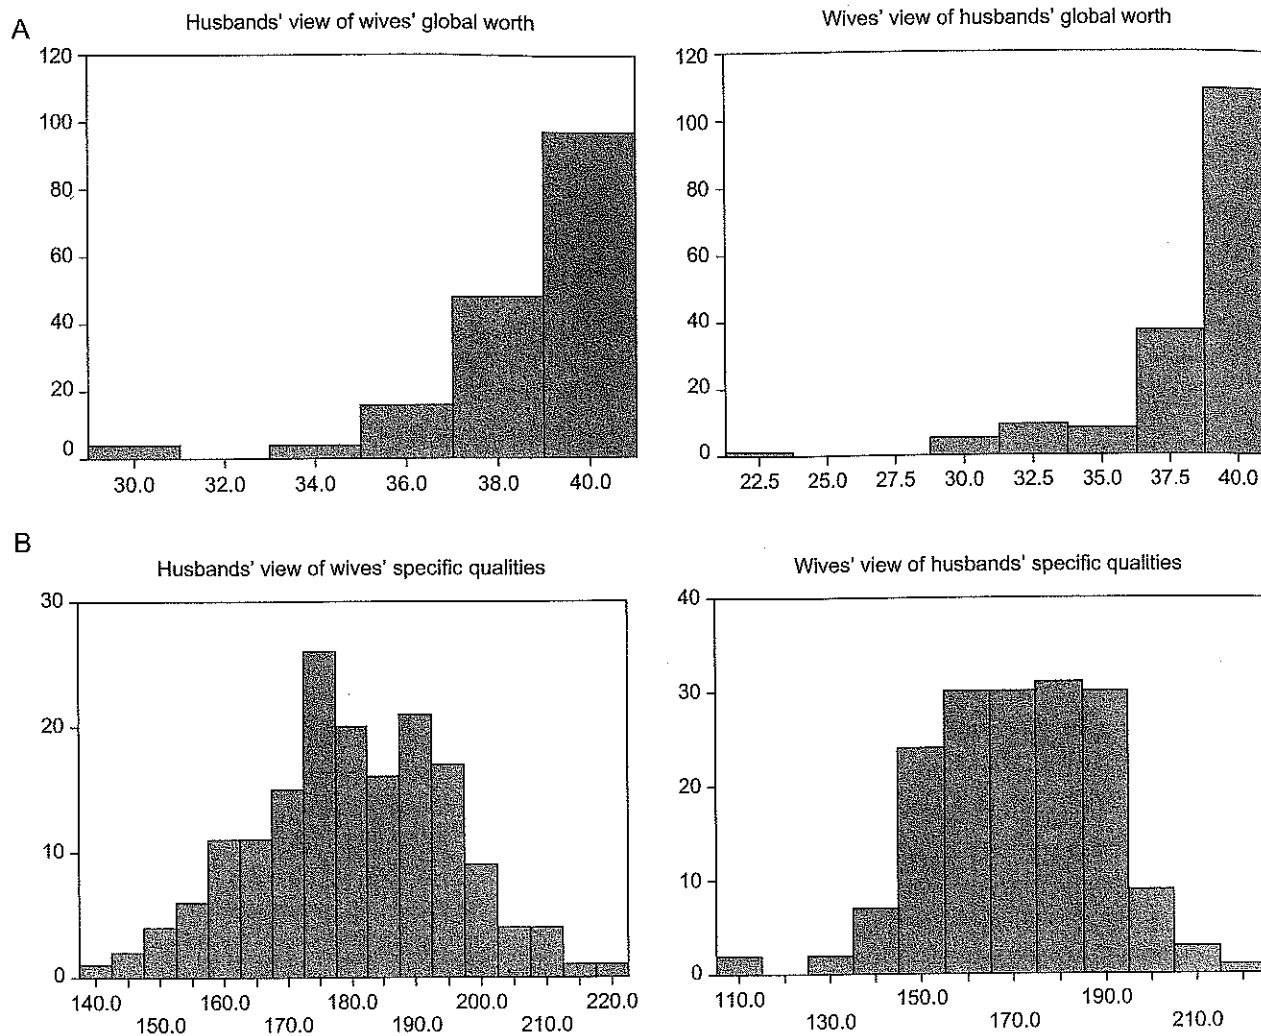 A
Husbands' view of wives' global worth
120
100
80
60
40
20
0
30.0 32.0 34.0 36.0 38.0 40.0
Wives' view of husbands' global worth
120
100
80
60
40
20
0
22.5 25.0 27.5 30.0 32.5 35.0 37.5 40.0
B
Husbands' view of wives' specific qualities
30
20
10
0
140.0 160.0 180.0 200.0 220.0
150.0 170.0 190.0 210.0
Wives' view of husbands' specific qualities
40
30
20
10
0
110.0 150.0 170.0 190.0
130.0 170.0 210.0